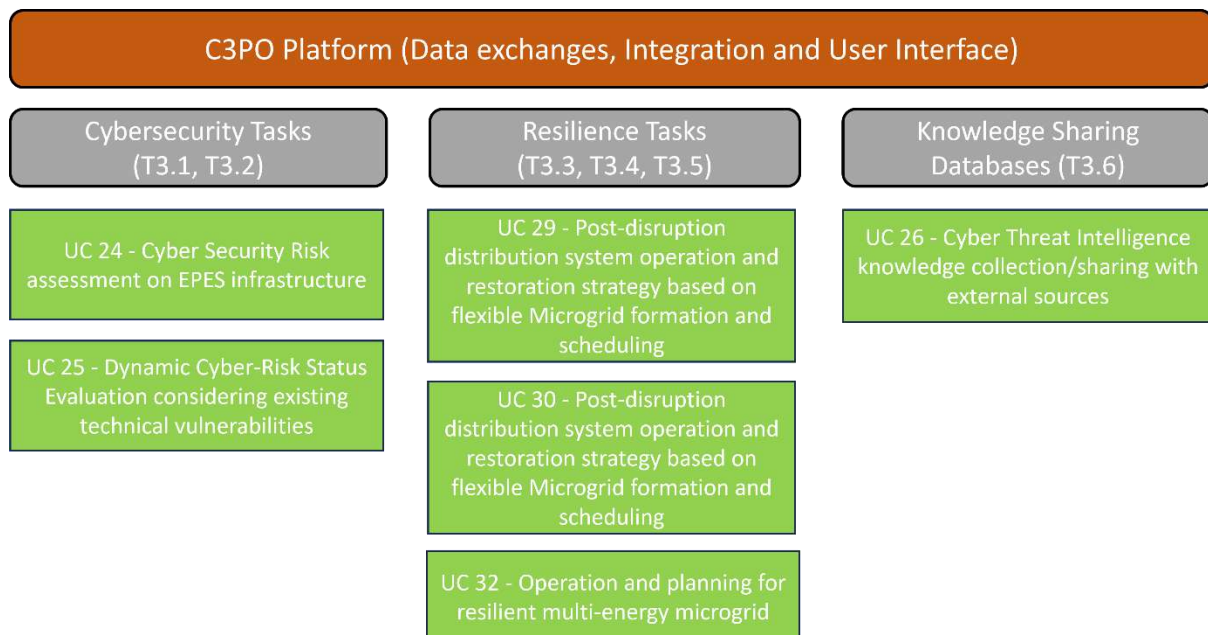 C3PO Platform (Data exchanges, Integration and User Interface)
Cybersecurity Tasks
(T3.1, T3.2)
UC 24 - Cyber Security Risk
assessment on EPES infrastructure
UC 25 - Dynamic Cyber-Risk Status
Evaluation considering existing
technical vulnerabilities
Resilience Tasks
(T3.3, T3.4, T3.5)
UC 29 - Post-disruption
distribution system operation and
restoration strategy based on
flexible Microgrid formation and
scheduling
UC 30 - Post-disruption
distribution system operation and
restoration strategy based on
flexible Microgrid formation and
scheduling
UC 32 - Operation and planning for
resilient multi-energy microgrid
Knowledge Sharing
Databases (T3.6)
UC 26 - Cyber Threat Intelligence
knowledge collection/sharing with
external sources